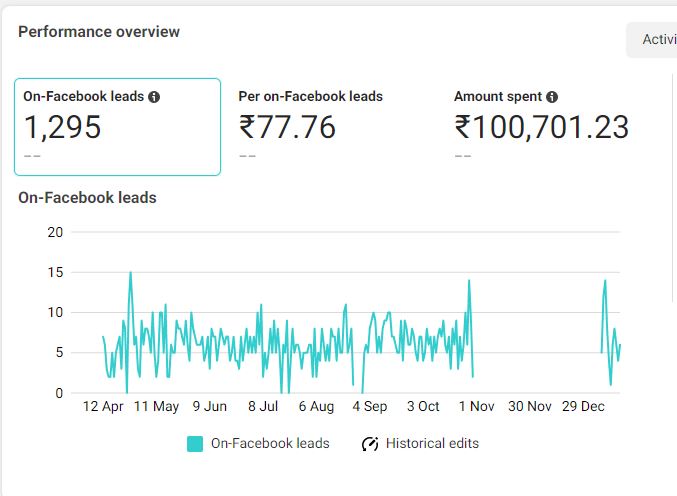 Performance overview
Activi
On-Facebook leads Per on-Facebook leads Amount spent
1,295 ₹77.76 ₹100,701.23
-- -- --
On-Facebook leads
20
15
10
5
0
12 Apr 11 May 9 Jun 8 Jul 6 Aug 4 Sep 3 Oct 1 Nov 30 Nov 29 Dec
On-Facebook leads Historical edits